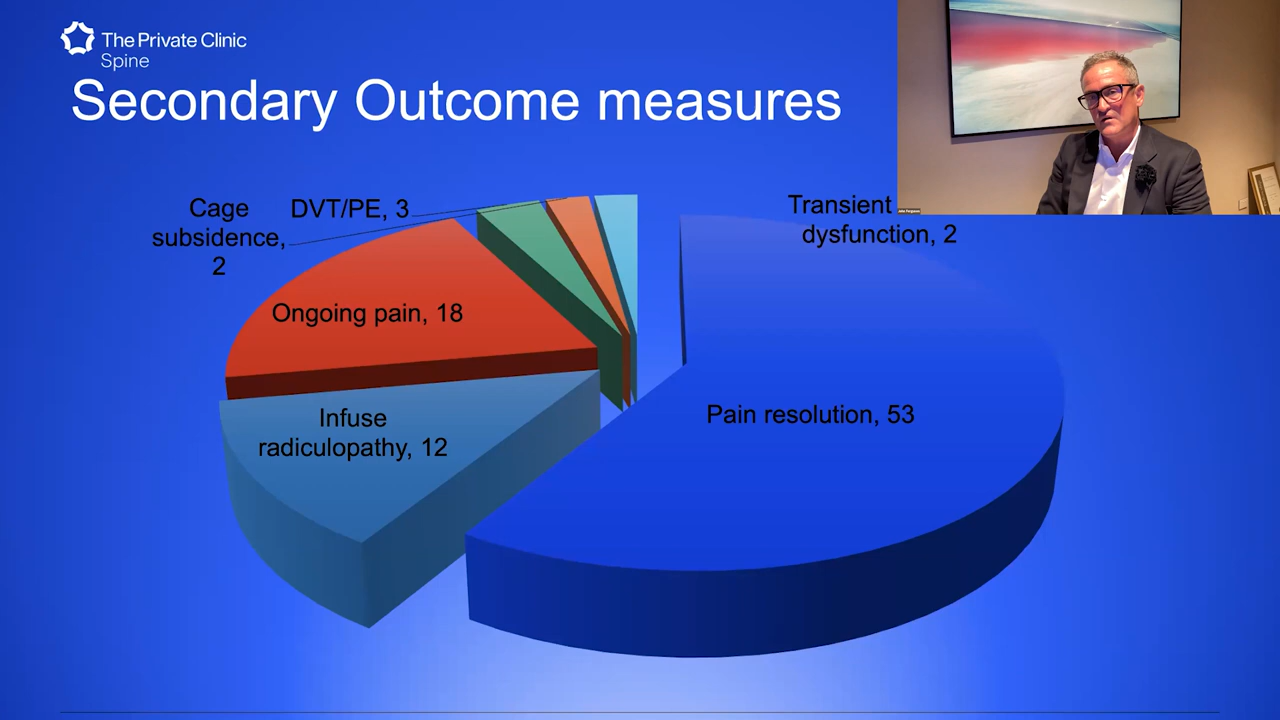 The Private Clinic
Spine
Secondary Outcome measures
Cage
subsidence,
2
DVT/PE, 3
Transient
dysfunction, 2
Ongoing pain, 18
Infuse
radiculopathy, 12
Pain resolution, 53